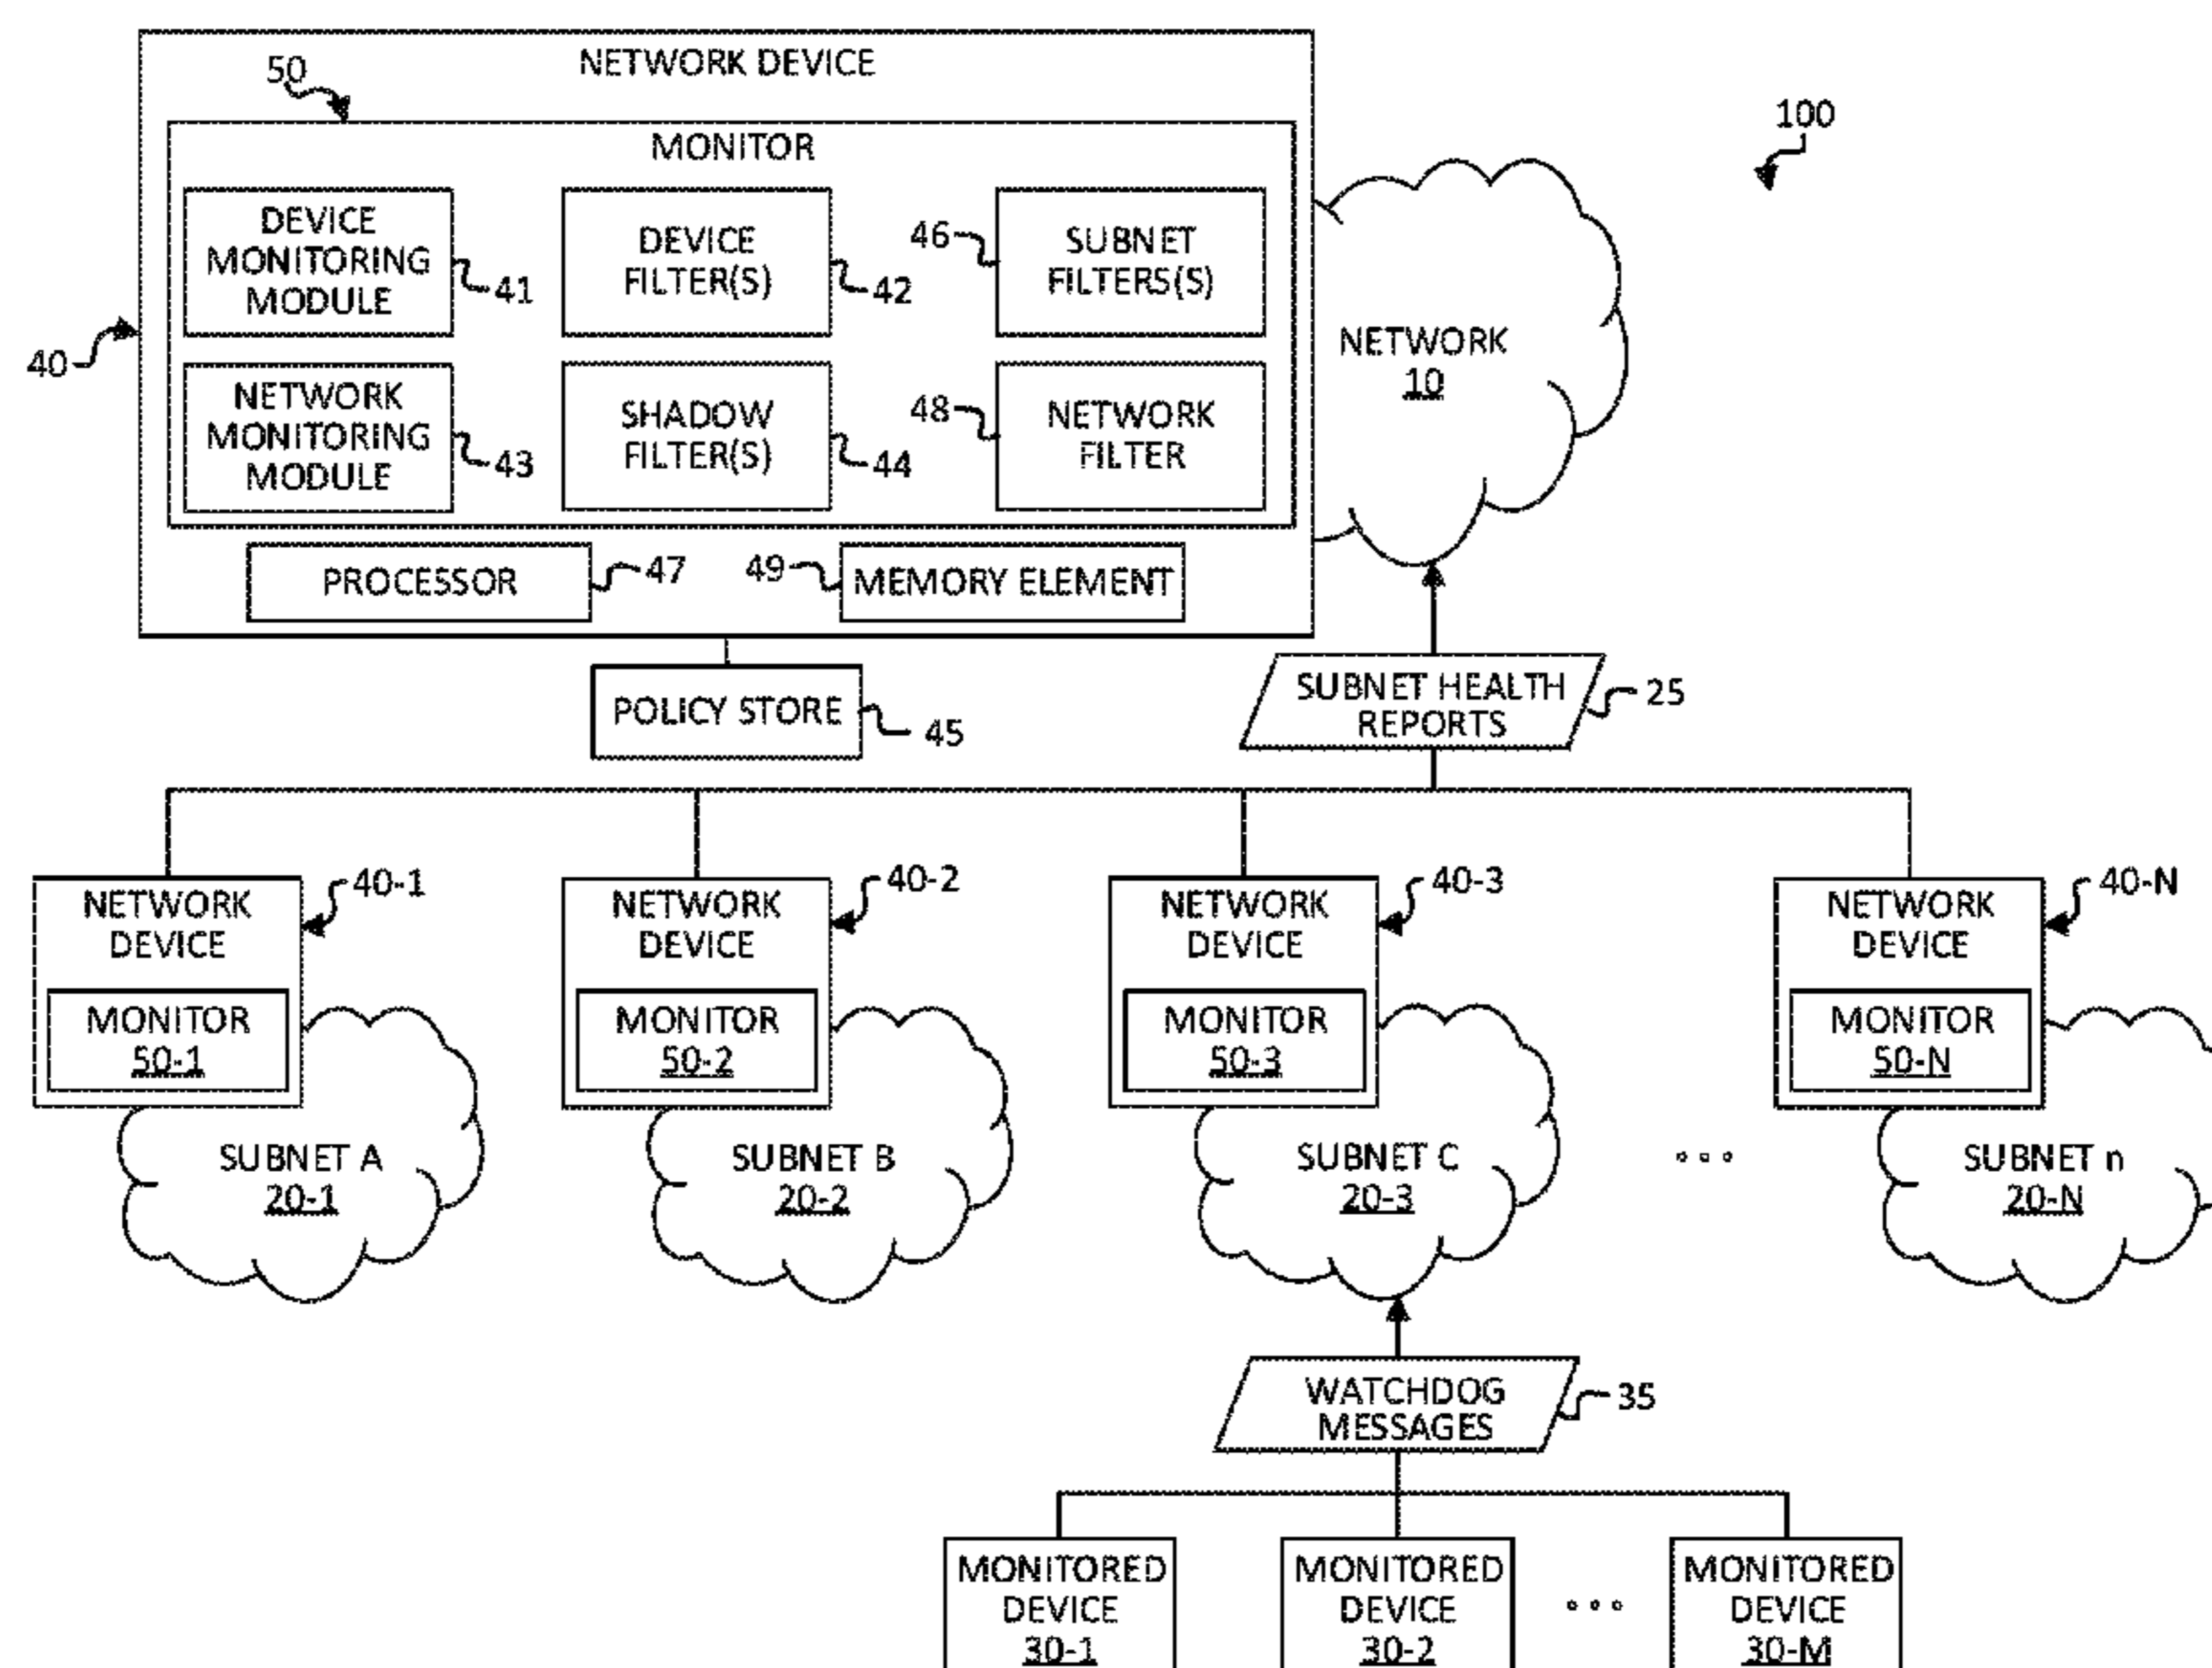 NETWORK DEVICE
50
100
MONITOR
DEVICE
MONITORING
MODULE
41
DEVICE
FILTER(S)
42
46
SUBNET
FILTERS(S)
40
NETWORK
MONITORING
MODULE
43
SHADOW
FILTER(S)
44
48
NETWORK
FILTER
NETWORK
10
PROCESSOR
47
49
MEMORY ELEMENT
POLICY STORE
45
SUBNET HEALTH
REPORTS
25
NETWORK
DEVICE
40-1
MONITOR
50-1
SUBNET A
20-1
NETWORK
DEVICE
40-2
MONITOR
50-2
SUBNET B
20-2
NETWORK
DEVICE
40-3
MONITOR
50-3
SUBNET C
20-3
NETWORK
DEVICE
40-N
MONITOR
50-N
SUBNET n
20-N
WATCHDOG
MESSAGES
35
MONITORED
DEVICE
30-1
MONITORED
DEVICE
30-2
MONITORED
DEVICE
30-M